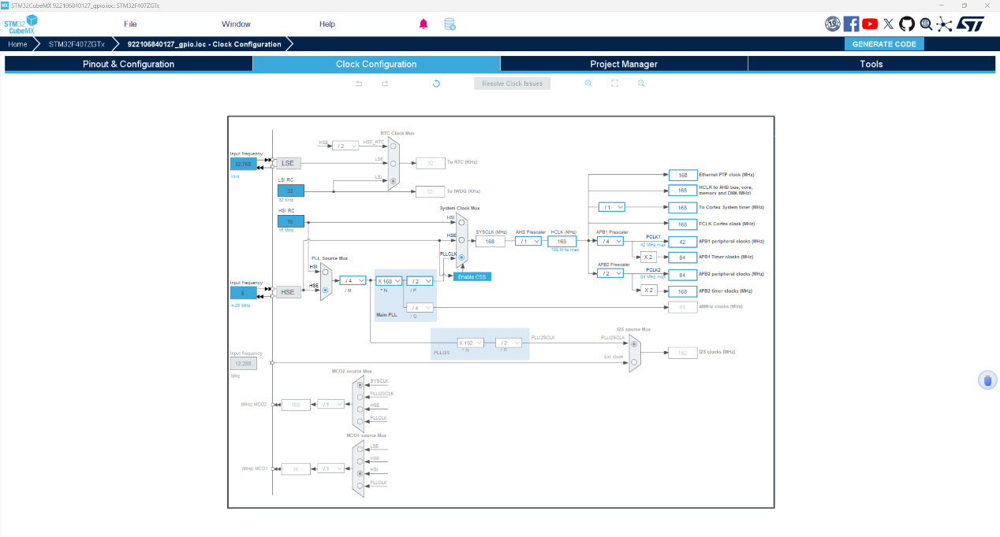 STM32CubeMX 922106840127_gpio.ioc: STM32F407ZGTx
STM32
CubeMX
File
Window
Help
10
Home
STM32F407ZGTx
922106840127_gpio.ioc - Clock Configuration
GENERATE CODE
Pinout & Configuration
Clock Configuration
Project Manager
Tools
Resolve Clock Issues
RTC Clock Mux
HSE
/ 2
HSE_RTC
Input frequency
32.768
KHz
LSE
LSE
32
To RTC (KHz)
LSI
LSI RC
32
32 KHz
32
To IWDG (KHz)
HSI RC
16
16 MHz
System Clock Mux
HSI
HSE
PLLCLK
SYSCLK (MHz)
168
AHB Prescaler
/ 1
HCLK (MHz)
168
168 MHz max
168
Ethernet PTP clock (MHz)
168
HCLK to AHB bus, core,
memory and DMA (MHz)
/ 1
168
To Cortex System timer (MHz)
168
FCLK Cortex clock (MHz)
APB1 Prescaler
/ 4
PCLK1
42 MHz max
42
APB1 peripheral clocks (MHz)
X 2
84
APB1 Timer clocks (MHz)
APB2 Prescaler
/ 2
PCLK2
84 MHz max
84
APB2 peripheral clocks (MHz)
X 2
168
APB2 timer clocks (MHz)
84
48MHz clocks (MHz)
PLL Source Mux
HSI
HSE
Input frequency
8
4-26 MHz
HSE
/ 4
/ M
X 168
* N
/ 2
/ P
Enable CSS
/ 4
/ Q
Main PLL
X 192
* N
/ 2
/ R
PLLI2S
PLLI2SCLK
I2S source Mux
PLLI2SCLK
Ext.clock
192
I2S clocks (MHz)
Input frequency
12.288
MHz
MCO2 source Mux
SYSCLK
PLLI2SCLK
HSE
PLLCLK
(MHz) MCO2
168
/ 1
MCO1 source Mux
LSE
HSE
HSI
PLLCLK
(MHz) MCO1
16
/ 1